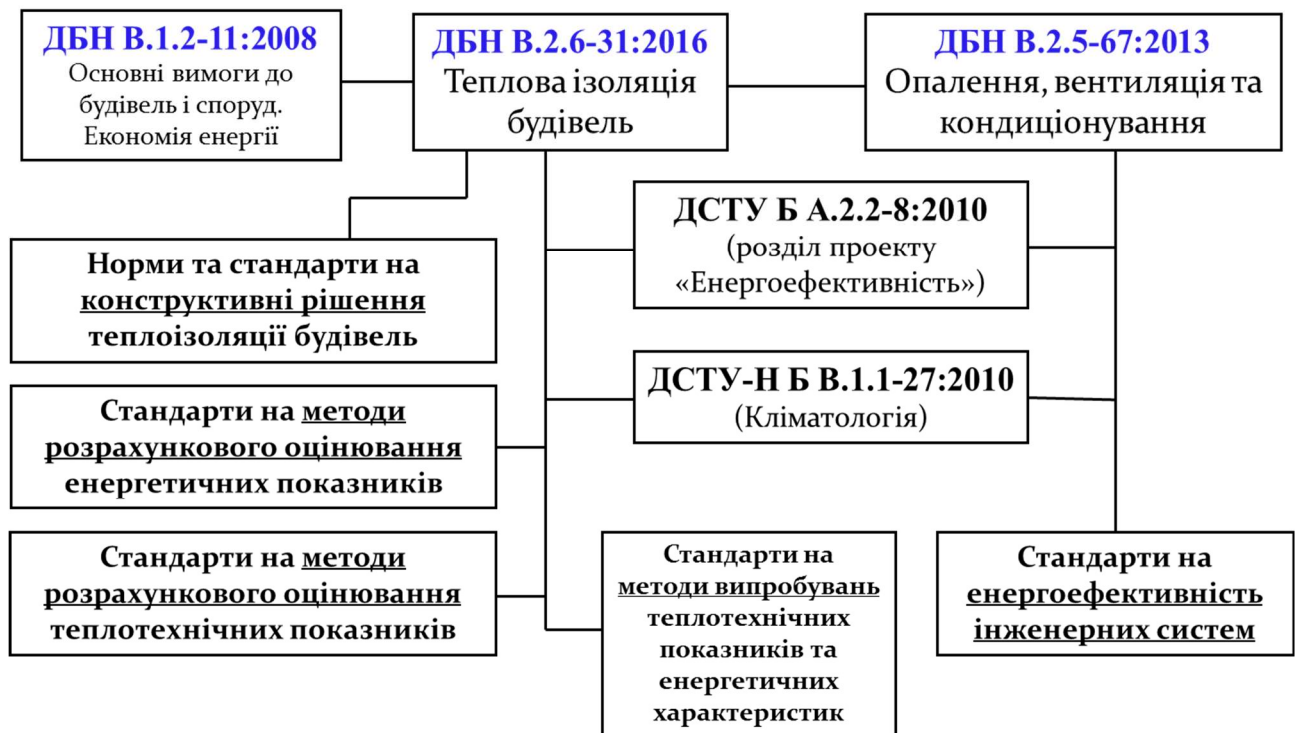 ДБН В.1.2-11:2008
Основні вимоги до
будівель і споруд.
Економія енергії
ДБН В.2.6-31:2016
Теплова ізоляція
будівель
ДБН В.2.5-67:2013
Опалення, вентиляція та
кондиціонування
ДСТУ Б А.2.2-8:2010
(розділ проекту
«Енергоефективність»)
Норми та стандарти на
конструктивні рішення
теплоізоляції будівель
ДСТУ-Н Б В.1.1-27:2010
(Кліматологія)
Стандарти на методи
розрахункового оцінювання
енергетичних показників
Стандарти на методи
розрахункового оцінювання
теплотехнічних показників
Стандарти на
методи випробувань
теплотехнічних
показників та
енергетичних
характеристик
Стандарти на
енергоефективність
інженерних систем